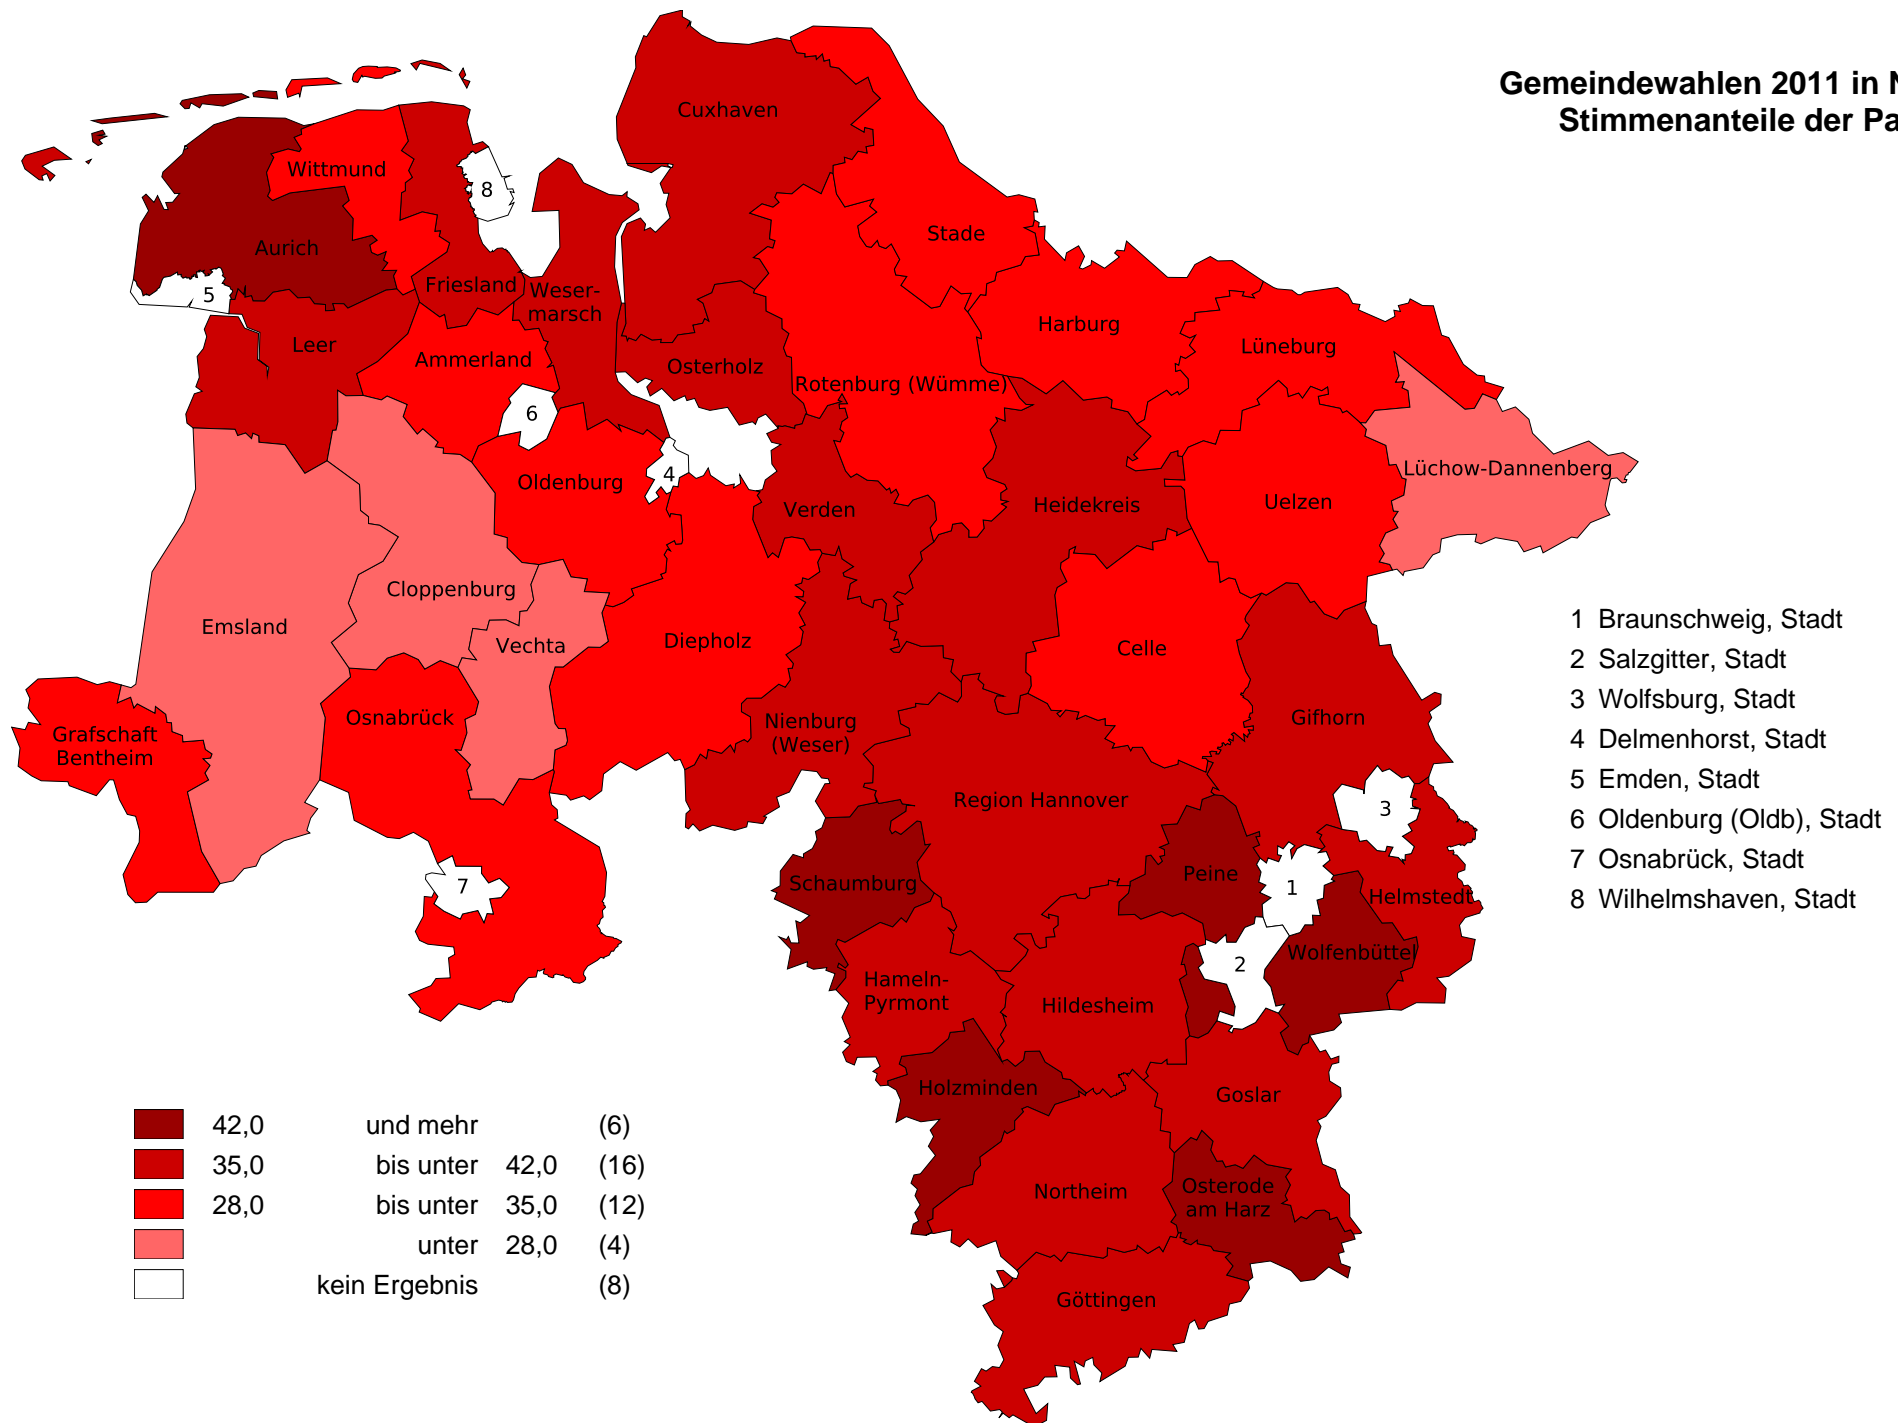 Gemeindewahlen 2011 in N
Stimmenanteile der Pa
Cuxhaven
Wittmund
8
Stade
Aurich
Friesland
Weser-
marsch
5
Harburg
Leer
Lüneburg
Ammerland
Osterholz
Rotenburg (Wümme)
6
Lüchow-Dannenberg
4
Oldenburg
Uelzen
Heidekreis
Verden
Cloppenburg
Emsland
Diepholz
Vechta
Celle
Osnabrück
Gifhorn
Nienburg
(Weser)
Grafschaft
Bentheim
Region Hannover
3
Peine
Schaumburg
7
1
Helmstedt
Wolfenbüttel
2
Hameln-
Pyrmont
Hildesheim
Holzminden
Goslar
Northeim
Osterode
am Harz
Göttingen
1 Braunschweig, Stadt
2 Salzgitter, Stadt
3 Wolfsburg, Stadt
4 Delmenhorst, Stadt
5 Emden, Stadt
6 Oldenburg (Oldb), Stadt
7 Osnabrück, Stadt
8 Wilhelmshaven, Stadt
42,0 und mehr (6)
35,0 bis unter 42,0 (16)
28,0 bis unter 35,0 (12)
unter 28,0 (4)
kein Ergebnis (8)